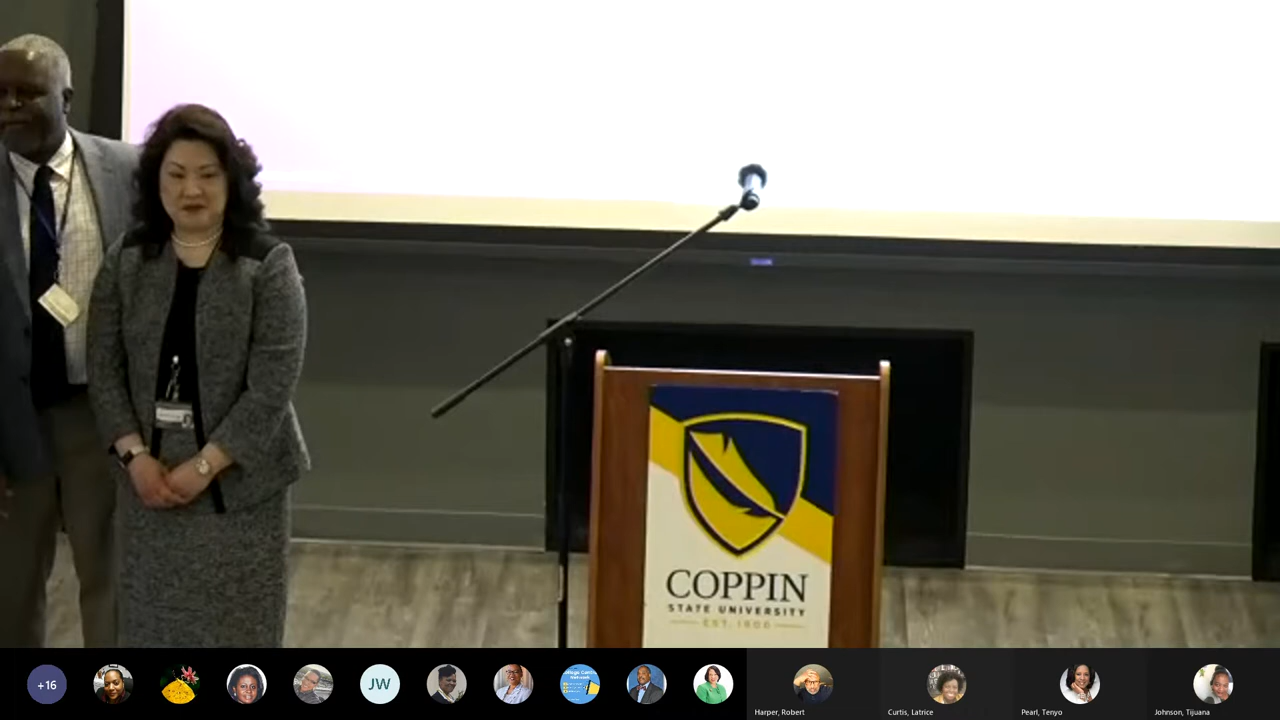 COPPIN
STATE UNIVERSITY
EST. 1900
+16
JW
Harper, Robert
Curtis, Latrice
Pearl, Tenyo
Johnson, Tijuana